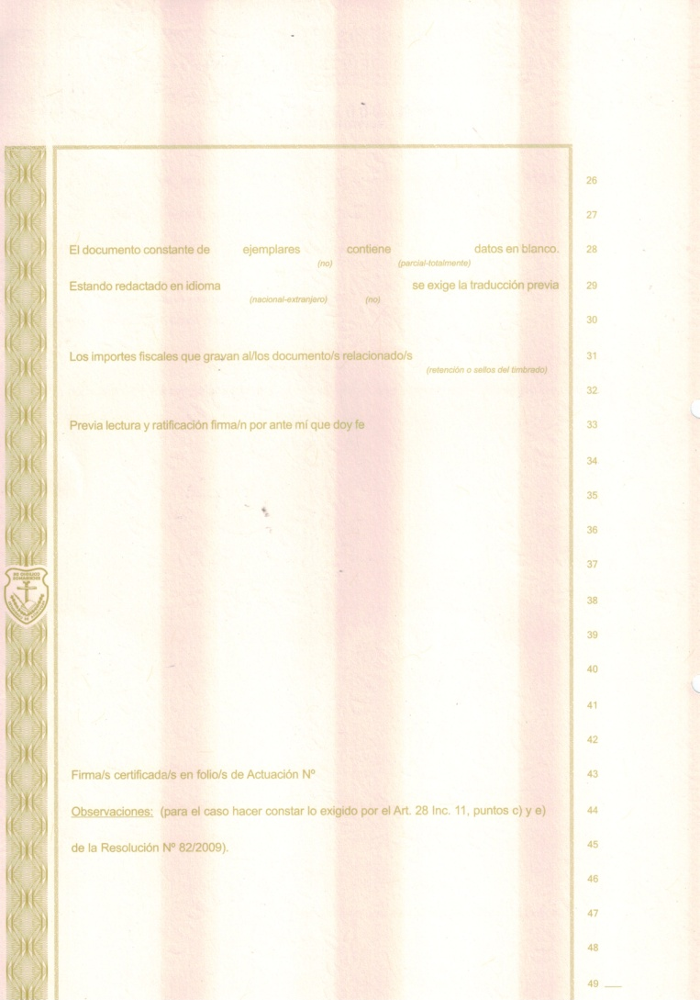 26
27
El documento constante de ejemplares contiene datos en blanco. 28
(no) (parcial-totalmente)
Estando redactado en idioma se exige la traducción previa 29
(nacional-extranjero) (no)
30
Los importes fiscales que gravan al/los documento/s relacionado/s 31
(retención o sellos del timbrado)
32
Previa lectura y ratificación firma/n por ante mí que doy fe 33
34
35
36
37
38
39
40
41
42
Firma/s certificada/s en folio/s de Actuación Nº 43
Observaciones: (para el caso hacer constar lo exigido por el Art. 28 Inc. 11, puntos c) y e) 44
de la Resolución Nº 82/2009). 45
46
47
48
49